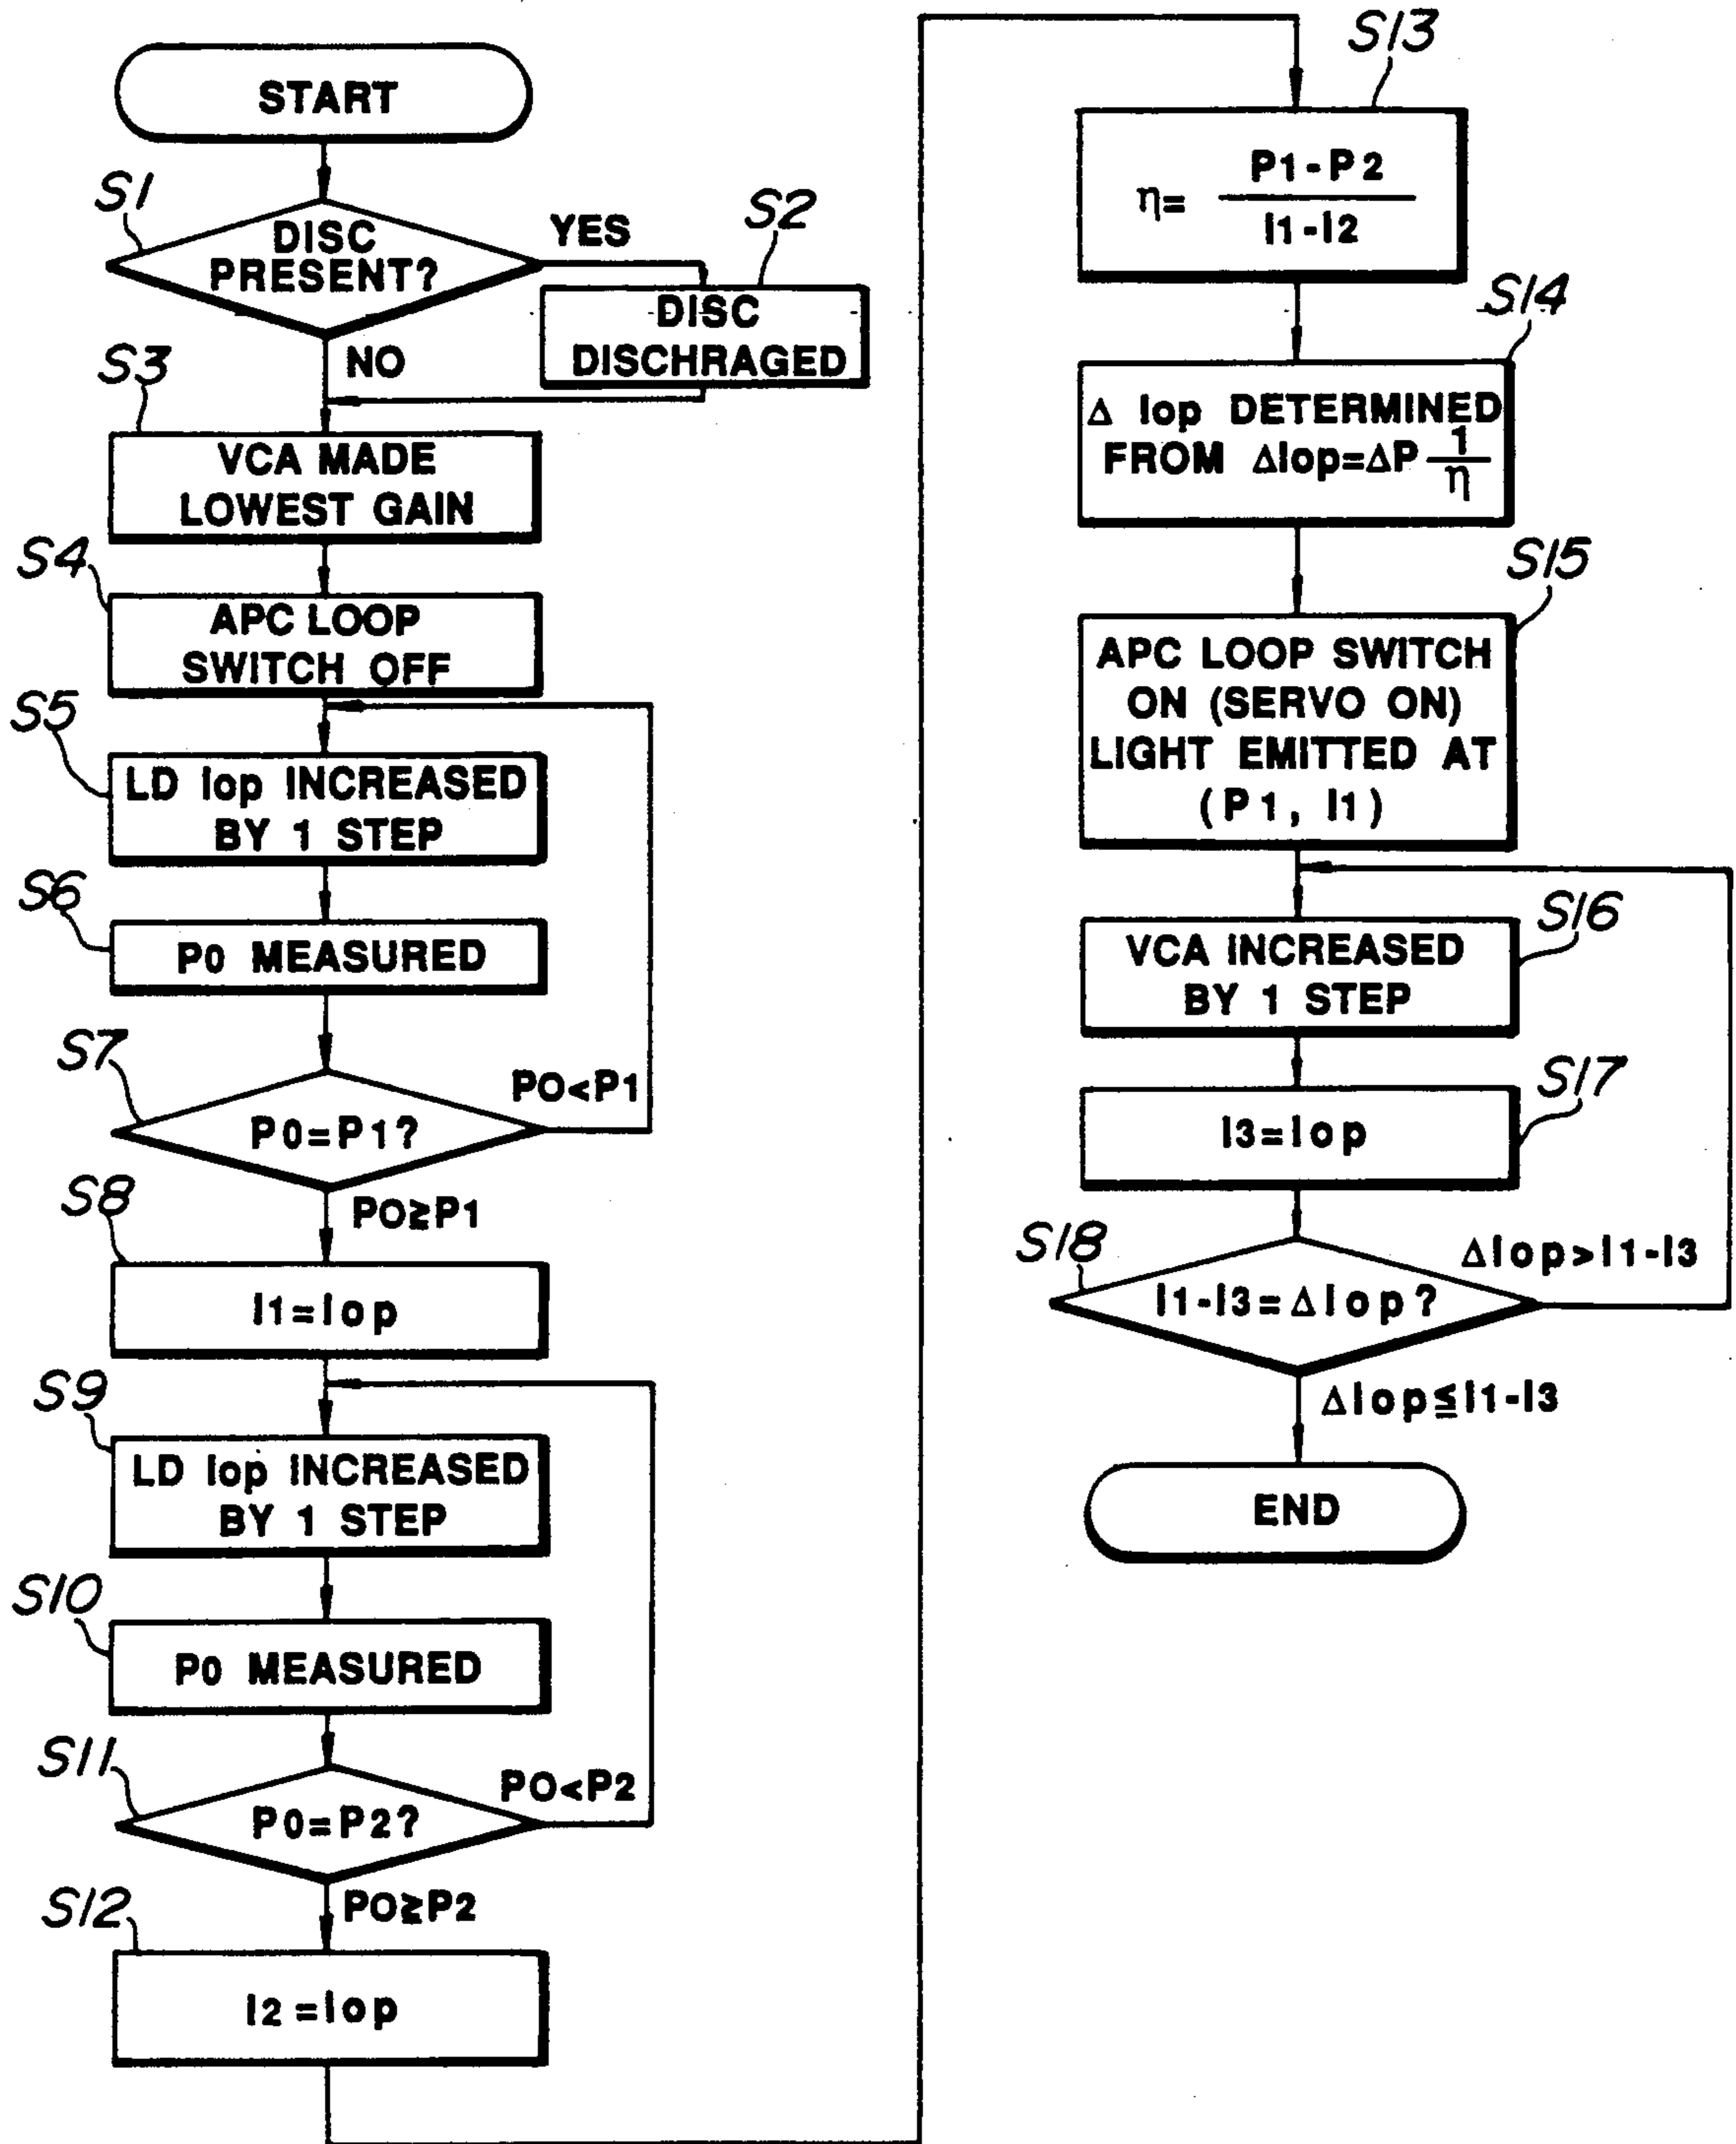 START
S1
DISC
PRESENT?
YES
S2
DISC
DISCHRAGED
NO
S3
VCA MADE
LOWEST GAIN
S4
APC LOOP
SWITCH OFF
S5
LD Iop INCREASED
BY 1 STEP
S6
P0 MEASURED
S7
P0=P1?
P0<P1
P0≧P1
S8
I1=Iop
S9
LD Iop INCREASED
BY 1 STEP
S10
P0 MEASURED
S11
P0=P2?
P0<P2
P0≧P2
S12
I2=Iop
S13
η= P1-P2 / I1-I2
S14
Δ Iop DETERMINED
FROM ΔIop=ΔP 1/η
S15
APC LOOP SWITCH
ON (SERVO ON)
LIGHT EMITTED AT
(P1, I1)
S16
VCA INCREASED
BY 1 STEP
S17
I3=Iop
S18
I1-I3=ΔIop?
ΔIop>I1-I3
ΔIop≦I1-I3
END